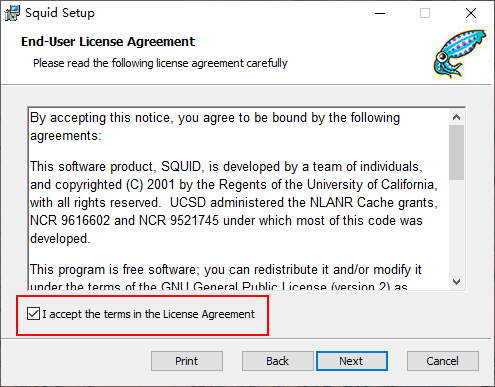 Squid Setup
End-User License Agreement
Please read the following license agreement carefully
By accepting this notice, you agree to be bound by the following
agreements:
This software product, SQUID, is developed by a team of individuals,
and copyrighted (C) 2001 by the Regents of the University of California,
with all rights reserved.  UCSD administered the NLANR Cache grants,
NCR 9616602 and NCR 9521745 under which most of this code was
developed.
This program is free software; you can redistribute it and/or modify it
under the terms of the GNU General Public License (version 2) as
I accept the terms in the License Agreement
Print
Back
Next
Cancel